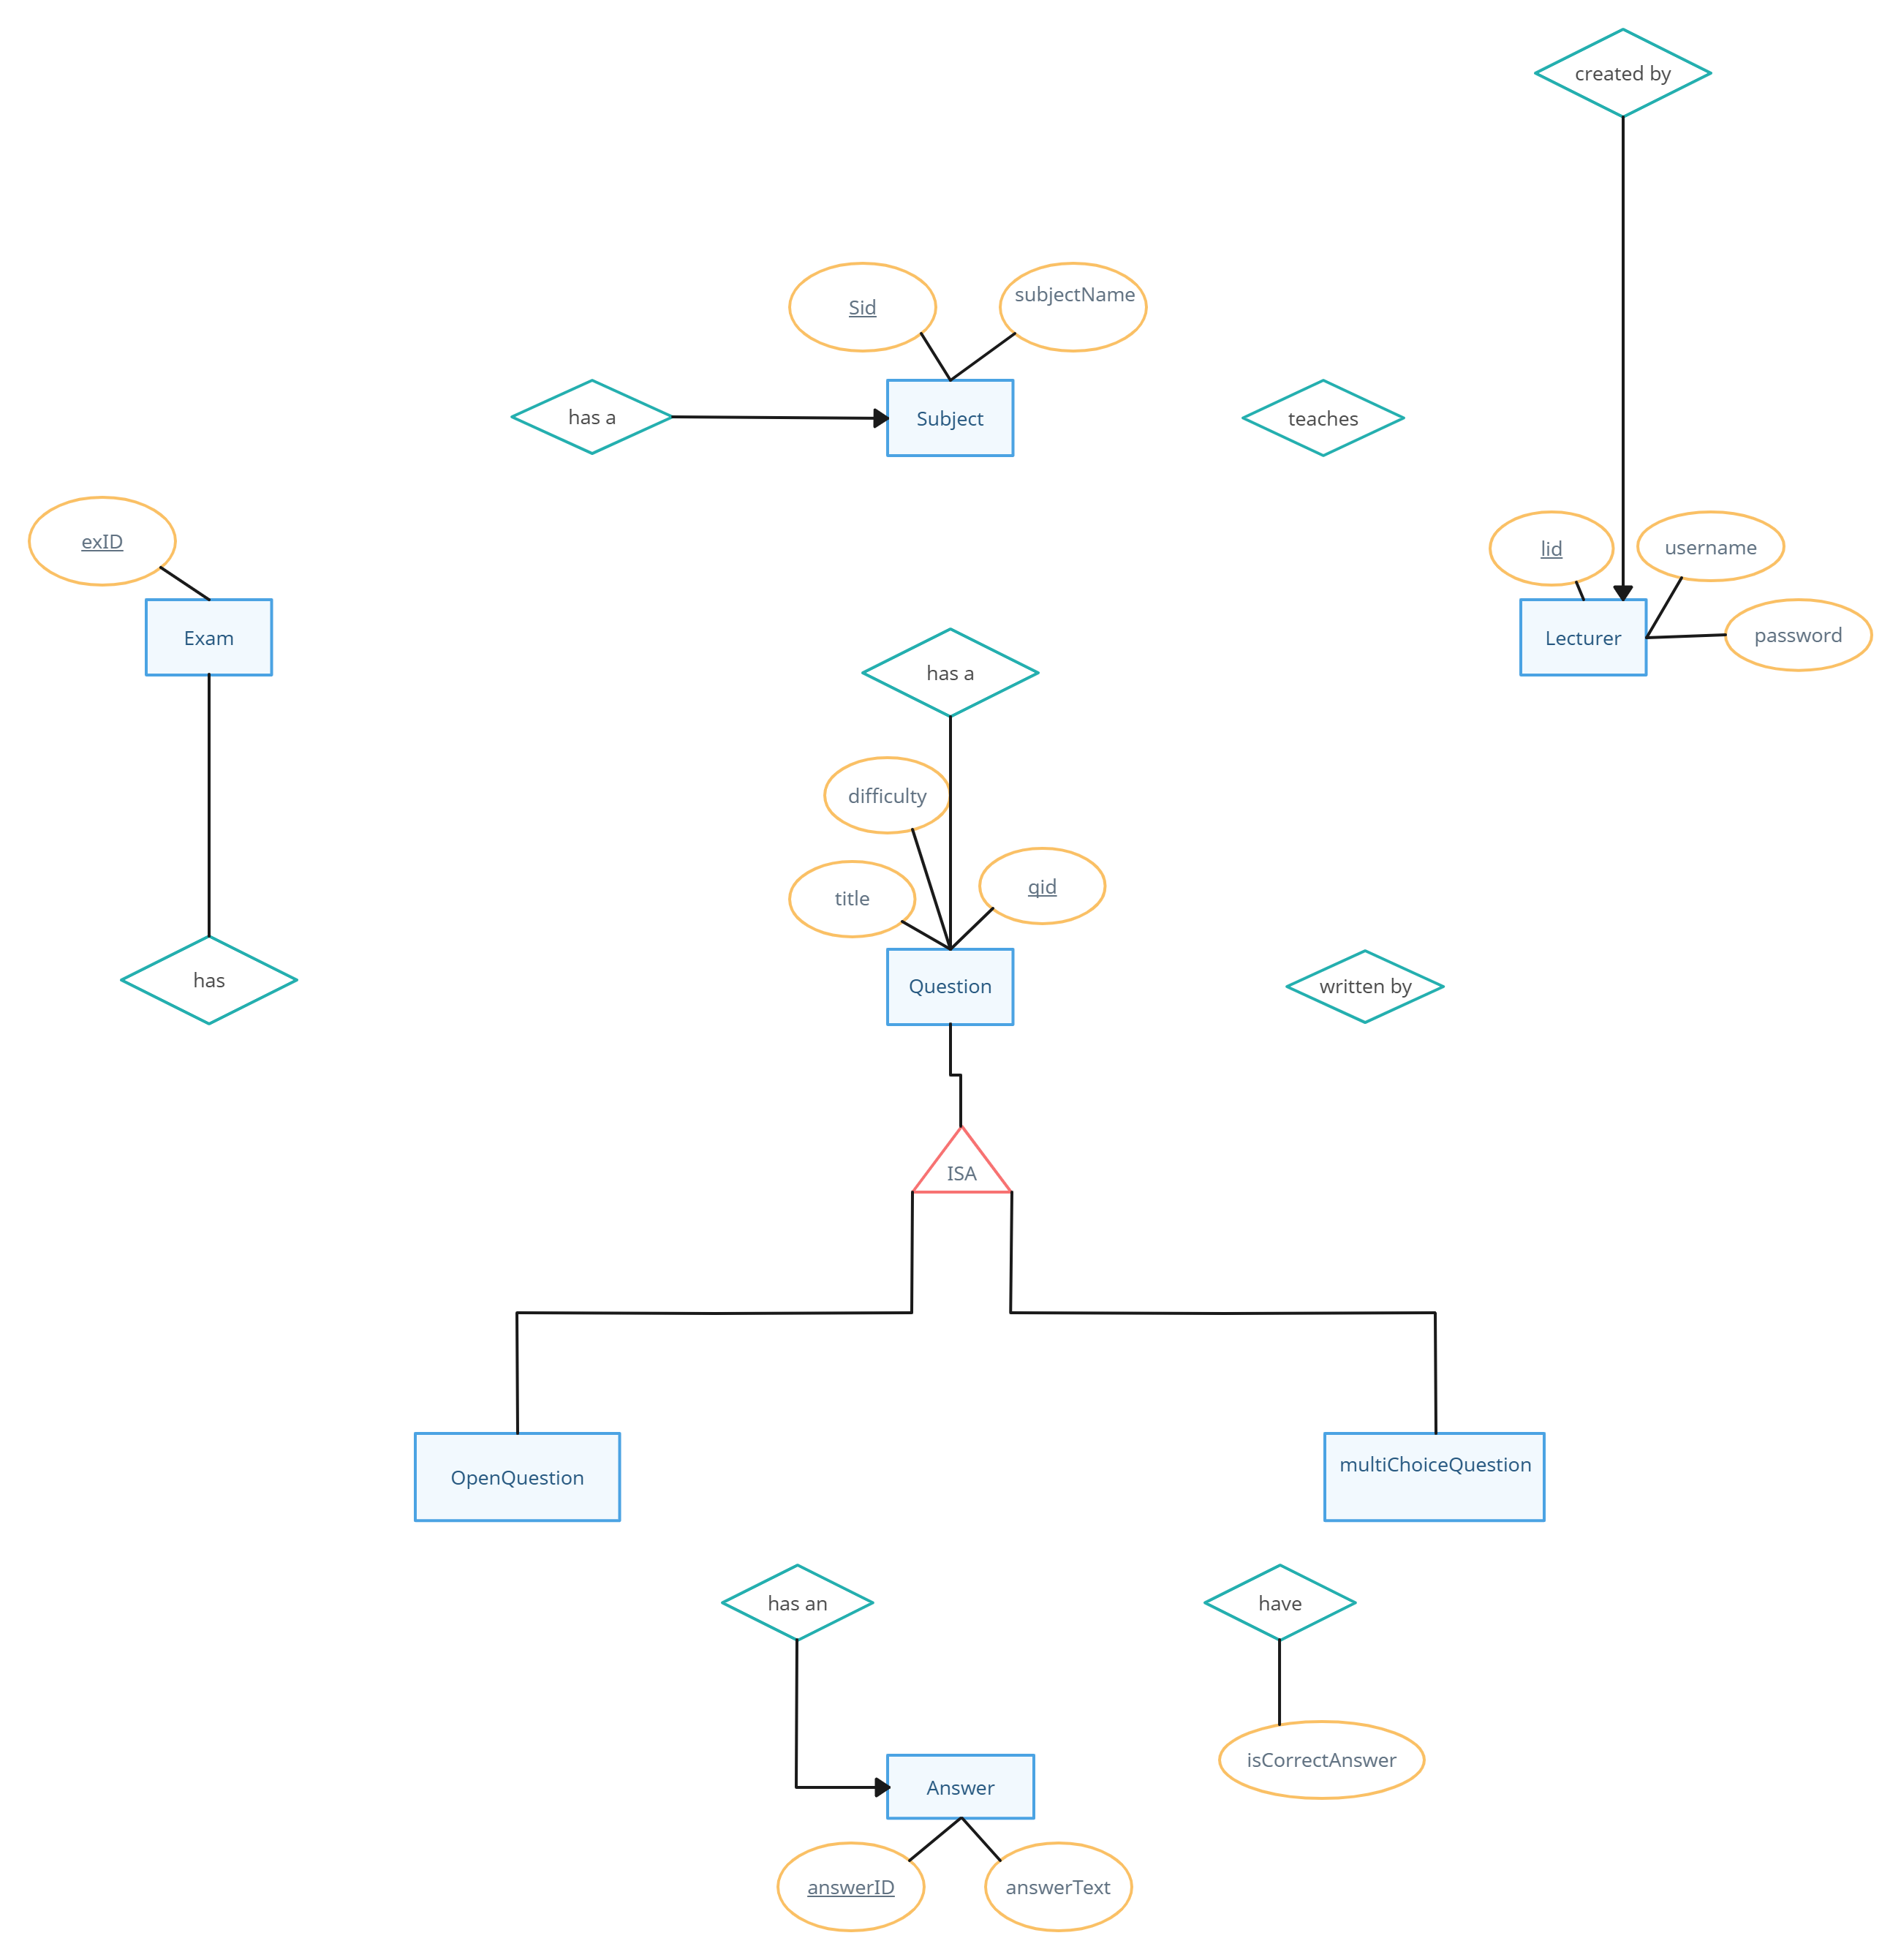 created by
Sid
subjectName
has a
Subject
teaches
exID
lid
username
Exam
Lecturer
password
has a
difficulty
title
qid
has
Question
written by
ISA
OpenQuestion
multiChoiceQuestion
has an
have
isCorrectAnswer
Answer
answerID
answerText